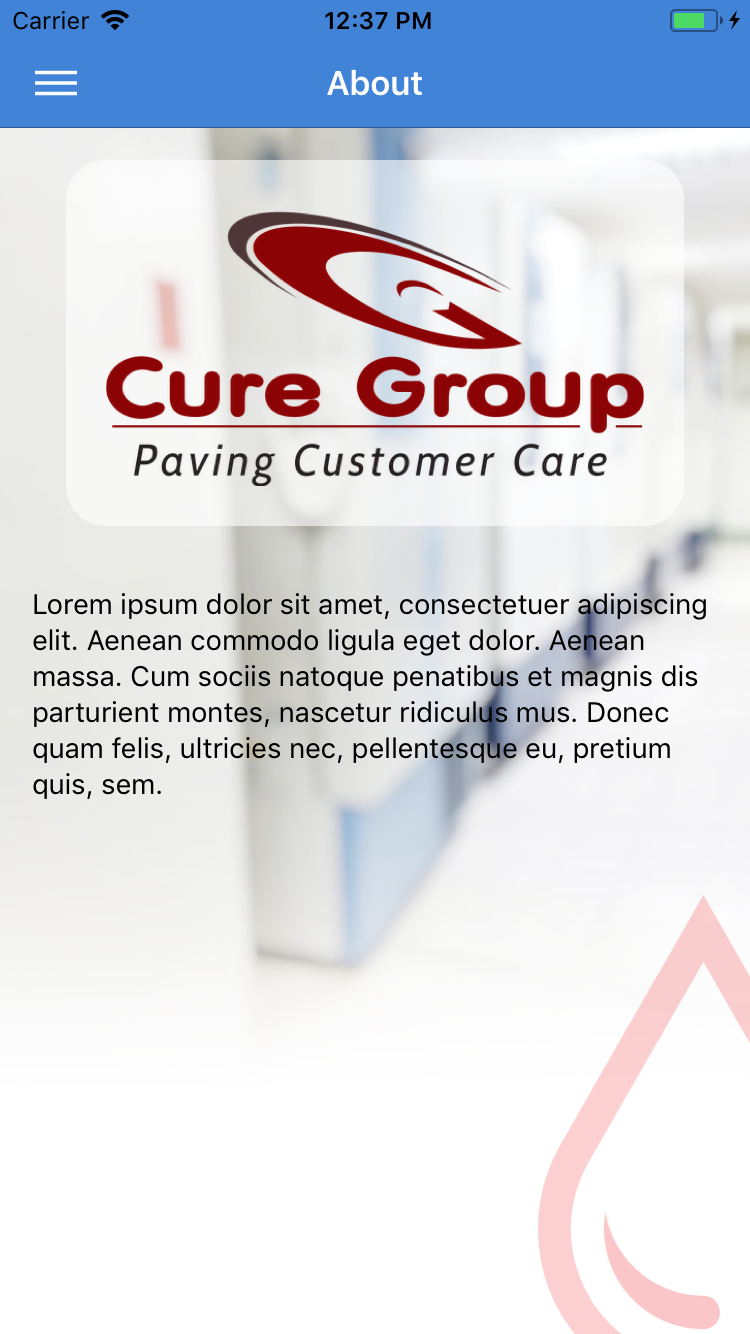 Carrier 12:37 PM
About
Cure Group
Paving Customer Care
Lorem ipsum dolor sit amet, consectetuer adipiscing
elit. Aenean commodo ligula eget dolor. Aenean
massa. Cum sociis natoque penatibus et magnis dis
parturient montes, nascetur ridiculus mus. Donec
quam felis, ultricies nec, pellentesque eu, pretium
quis, sem.